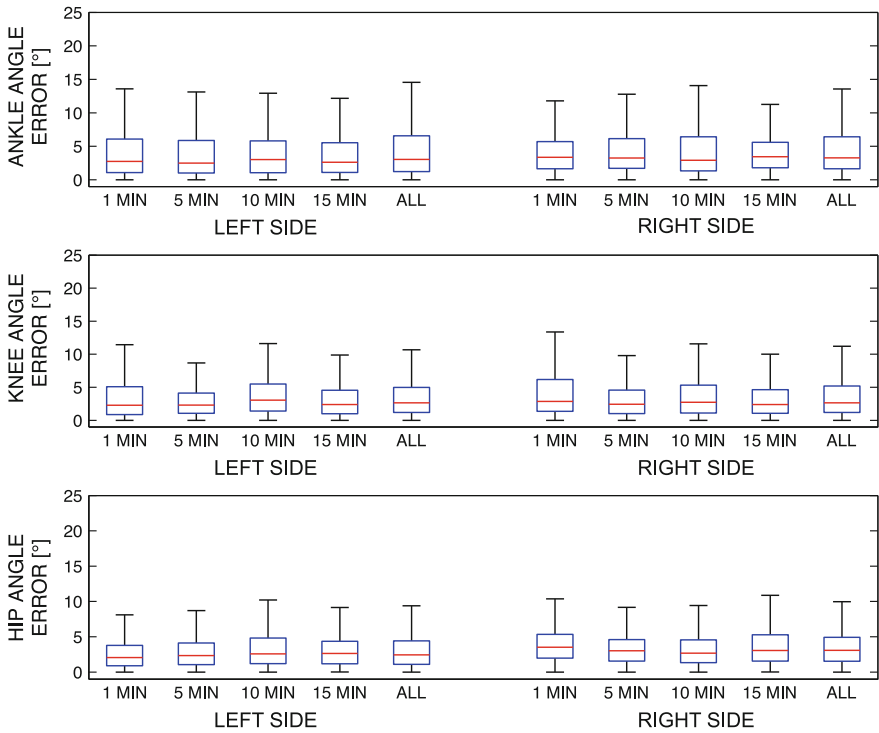 ANKLE ANGLE
ERROR [°]
25
20
15
10
5
0
1 MIN 5 MIN 10 MIN 15 MIN ALL 1 MIN 5 MIN 10 MIN 15 MIN ALL
LEFT SIDE RIGHT SIDE
KNEE ANGLE
ERROR [°]
25
20
15
10
5
0
1 MIN 5 MIN 10 MIN 15 MIN ALL 1 MIN 5 MIN 10 MIN 15 MIN ALL
LEFT SIDE RIGHT SIDE
HIP ANGLE
ERROR [°]
25
20
15
10
5
0
1 MIN 5 MIN 10 MIN 15 MIN ALL 1 MIN 5 MIN 10 MIN 15 MIN ALL
LEFT SIDE RIGHT SIDE